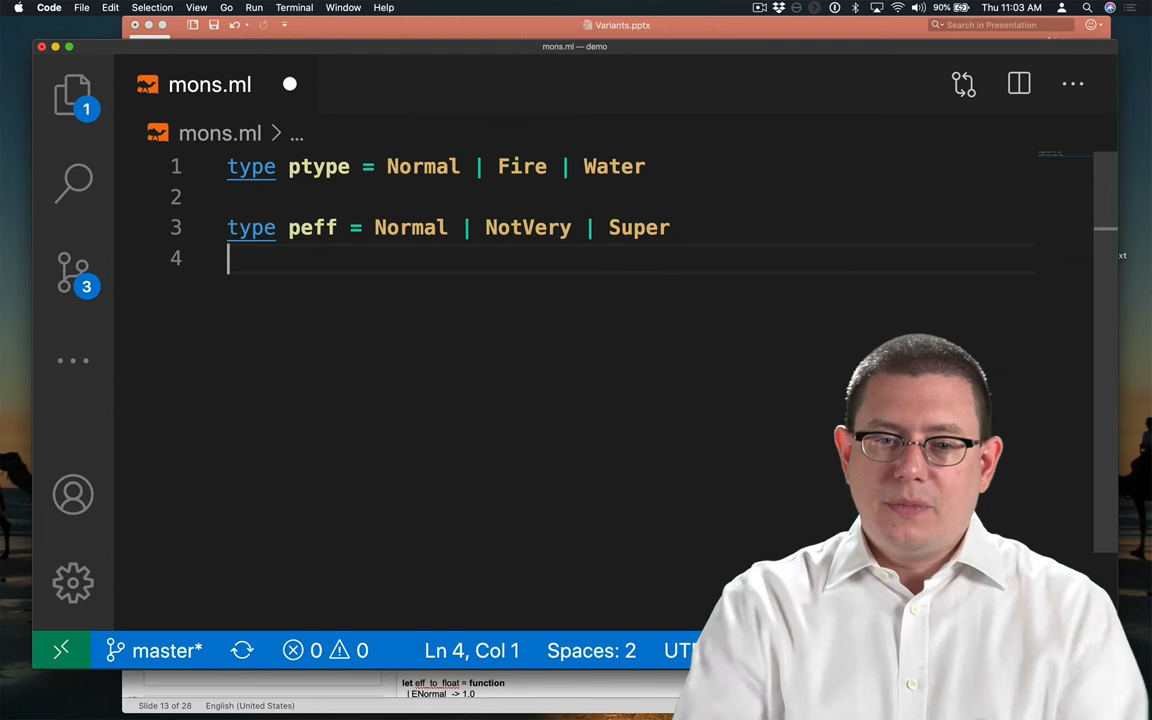 Code File Edit Selection View Go Run Terminal Window Help 90% Thu 11:03 AM
Variants.pptx
Search in Presentation
mons.ml — demo
mons.ml
mons.ml > ...
1 type ptype = Normal | Fire | Water
2
3 type peff = Normal | NotVery | Super
4
1
3
xt
master* 0 0 Ln 4, Col 1 Spaces: 2
let eff_to_float = function
| ENormal -> 1.0
Slide 13 of 28 English (United States)